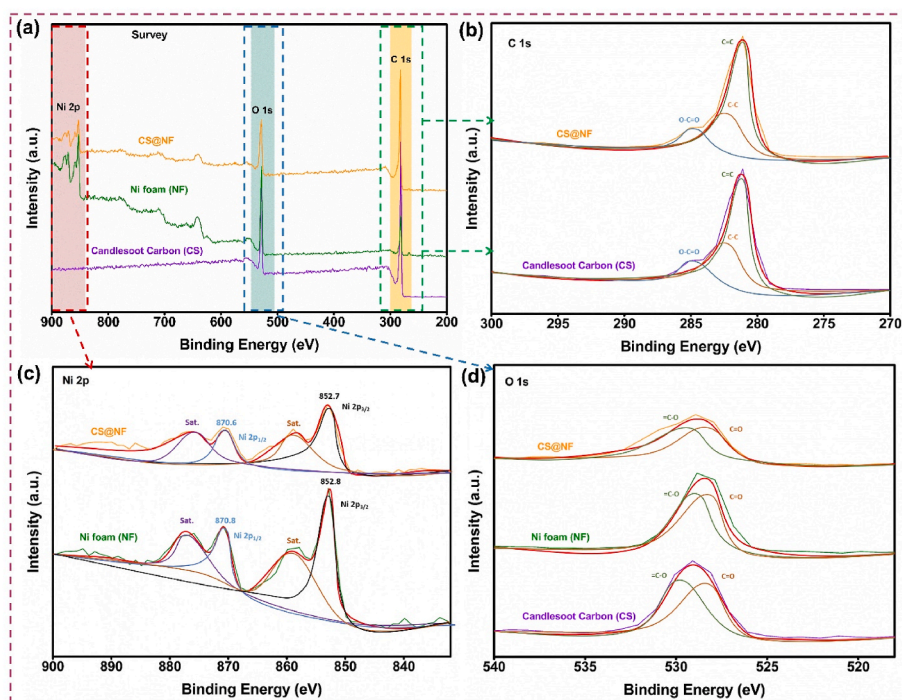 (a)
Survey
Ni 2p
O 1s
C 1s
CS@NF
Ni foam (NF)
Candlesoot Carbon (CS)
Intensity (a.u.)
900 800 700 600 500 400 300 200
Binding Energy (eV)
(b)
C 1s
C=C
C-C
O-C=O
CS@NF
C=C
C-C
O-C=O
Candlesoot Carbon (CS)
Intensity (a.u.)
300 295 290 285 280 275 270
Binding Energy (eV)
(c)
Ni 2p
852.7
Ni 2p3/2
870.6
Ni 2p1/2
Sat.
Sat.
CS@NF
852.8
Ni 2p3/2
870.8
Ni 2p1/2
Sat.
Sat.
Ni foam (NF)
Intensity (a.u.)
900 890 880 870 860 850 840
Binding Energy (eV)
(d)
O 1s
=C-O
C=O
CS@NF
=C-O
C=O
Ni foam (NF)
=C-O
C=O
Candlesoot Carbon (CS)
Intensity (a.u.)
540 535 530 525 520
Binding Energy (eV)